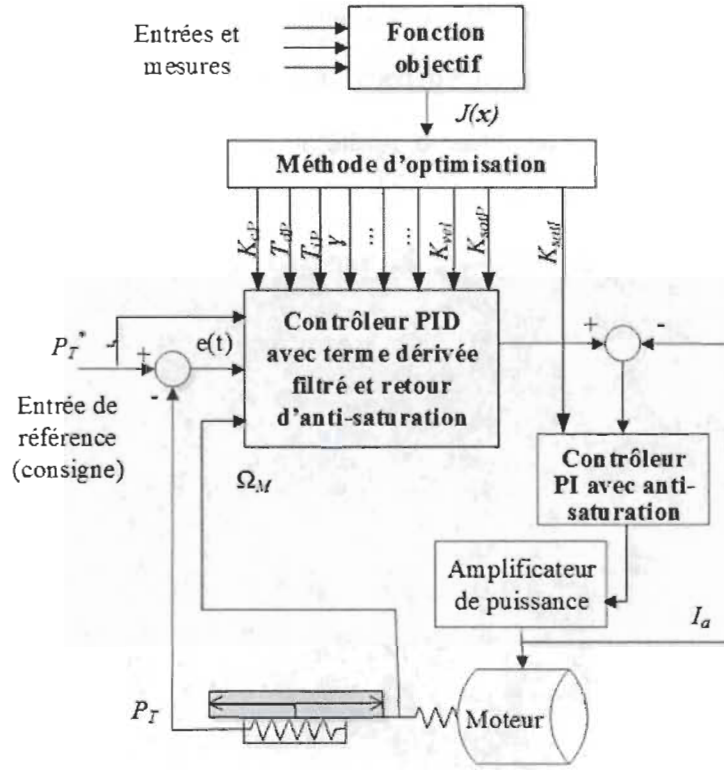 Entrées et
mesures
Fonction
objectif
J(x)
Méthode d'optimisation
K_cP
T_dP
T_iP
γ
...
...
K_vel
K_satP
K_satI
P_T*
+
-
e(t)
Entrée de
référence
(consigne)
Contrôleur PID
avec terme dérivée
filtré et retour
d'anti-saturation
+
-
Ω_M
Contrôleur
PI avec anti-
saturation
Amplificateur
de puissance
I_a
P_T
Moteur